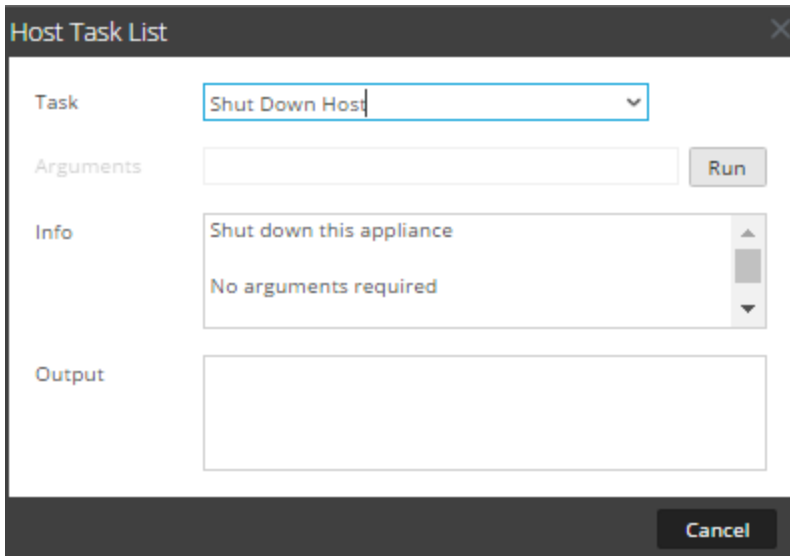 Host Task List
Task
Shut Down Host
Arguments
Run
Info
Shut down this appliance
No arguments required
Output
Cancel